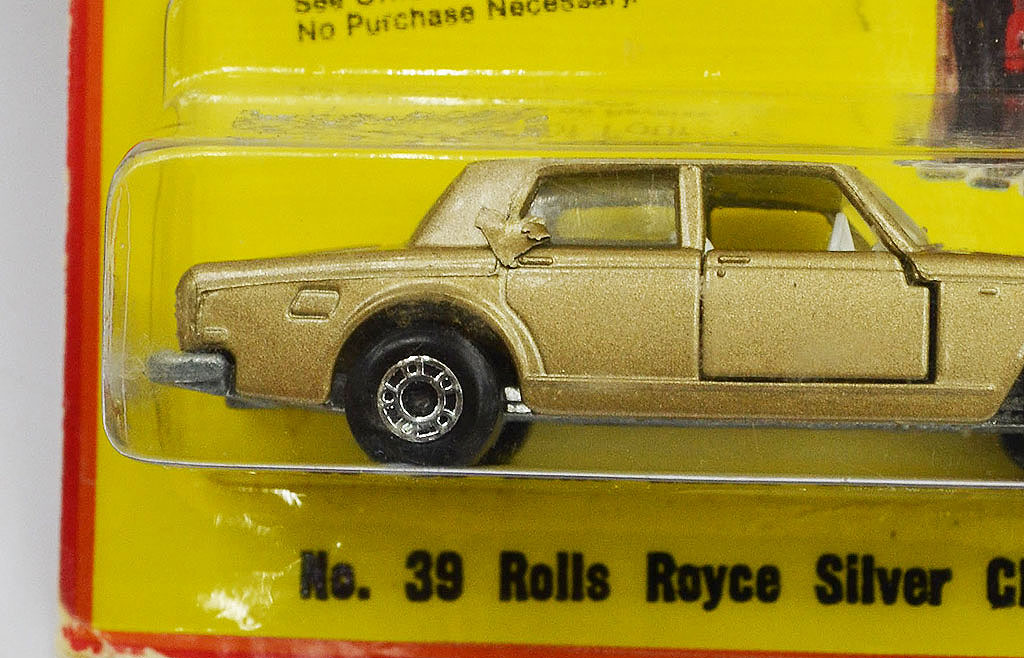 No Purchase Necessary.
No. 39 Rolls Royce Silver